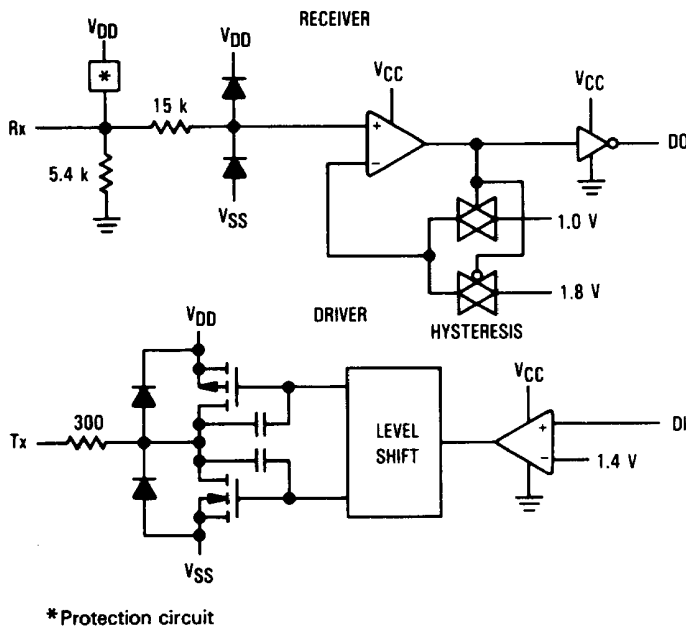 RECEIVER
VDD
VDD
*
VCC
VCC
15 k
Rx
+
DO
5.4 k
−
VSS
1.0 V
1.8 V
HYSTERESIS
DRIVER
VDD
VCC
300
Tx
LEVEL
SHIFT
+
DI
−
1.4 V
VSS
*Protection circuit